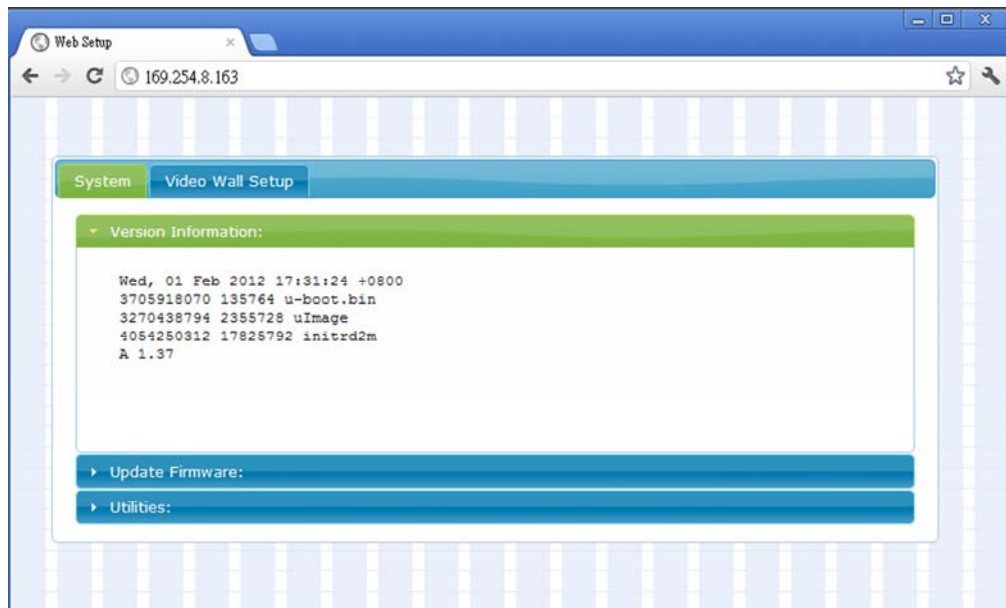 Web Setup
169.254.8.163
System
Video Wall Setup
Version Information:
Wed, 01 Feb 2012 17:31:24 +0800
3705918070 135764 u-boot.bin
3270438794 2355728 uImage
4054250312 17825792 initrd2m
A 1.37
Update Firmware:
Utilities: